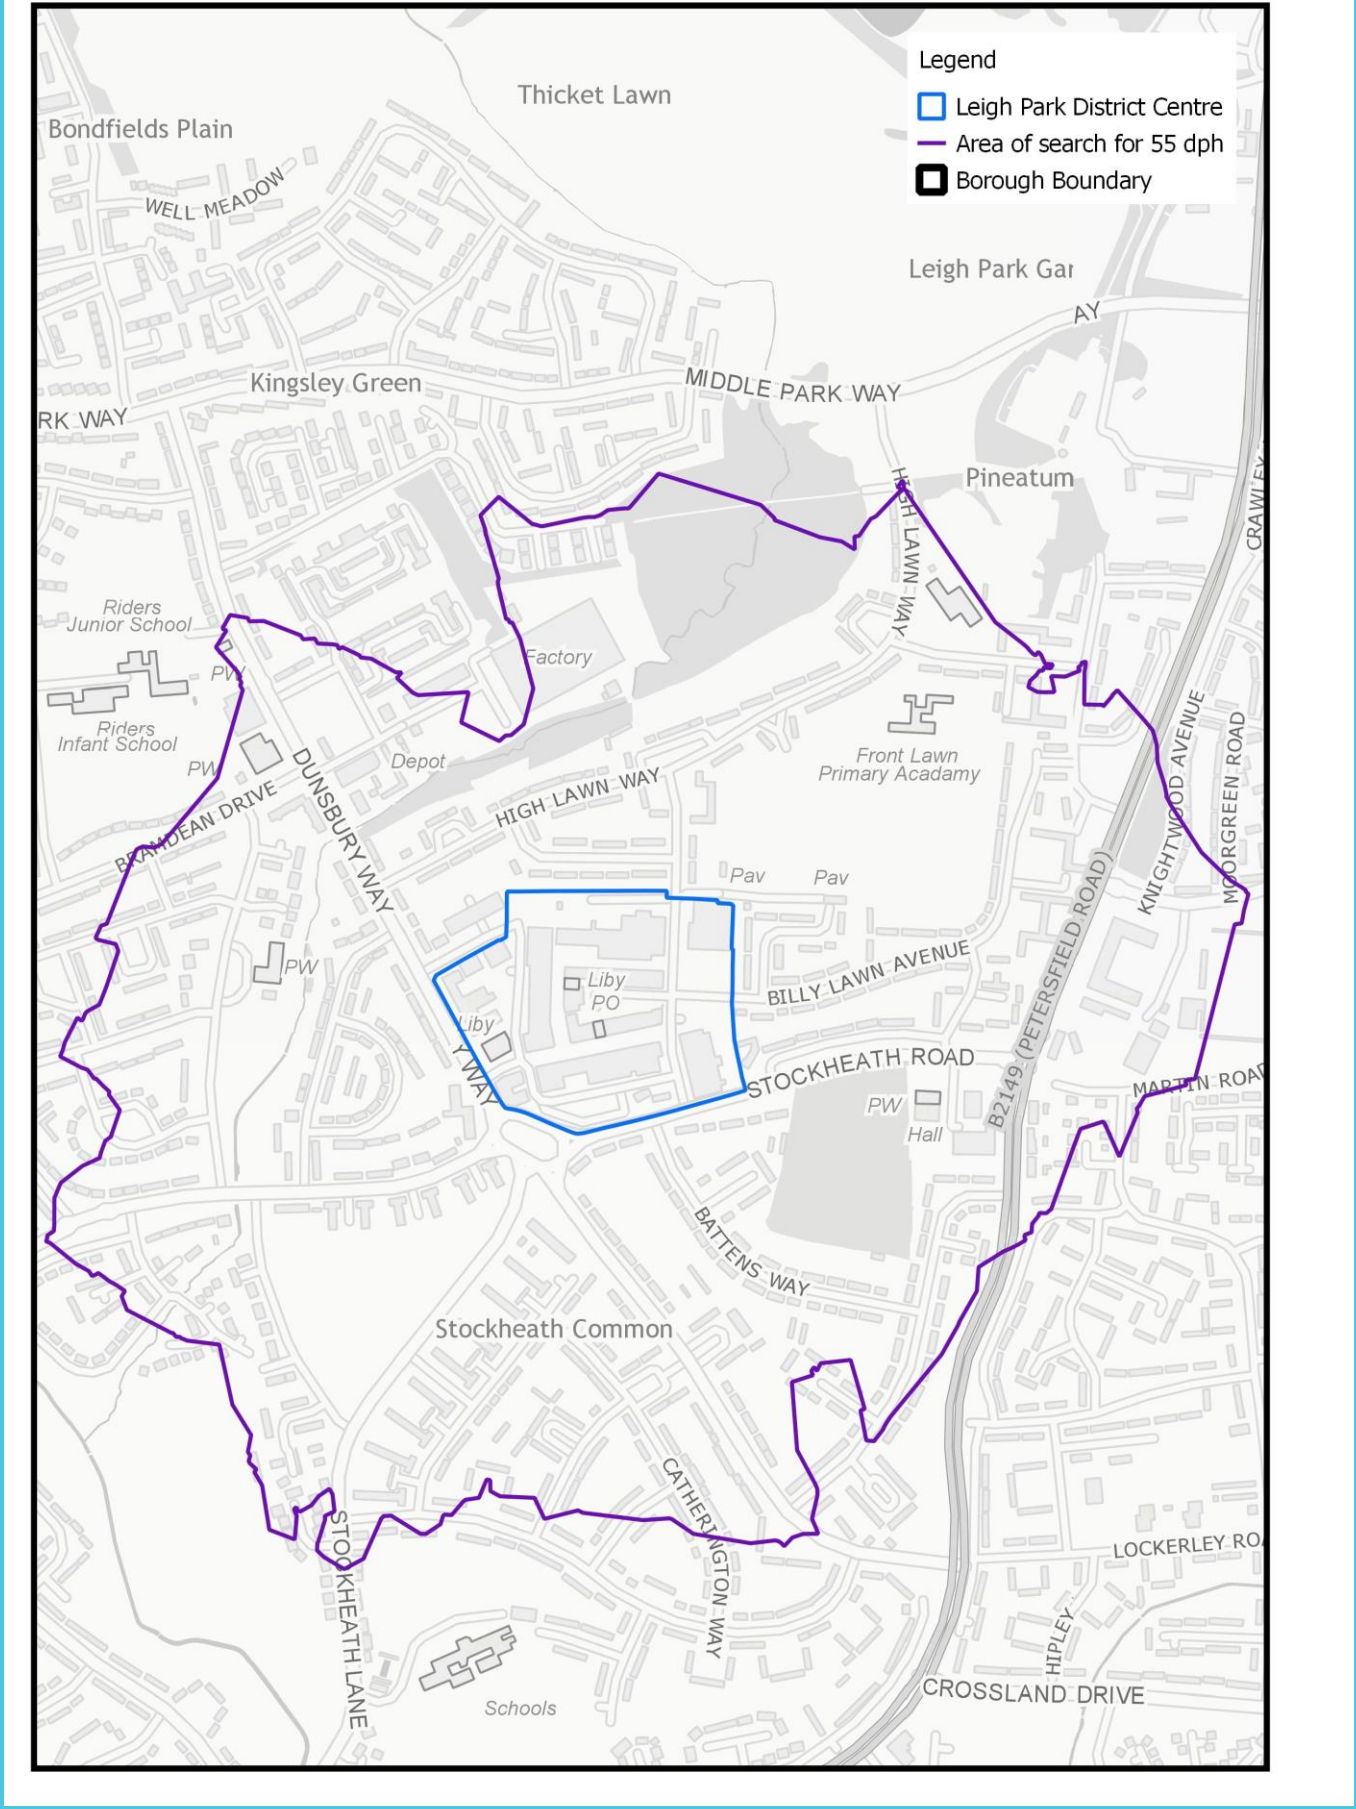 Legend
Leigh Park District Centre
Area of search for 55 dph
Borough Boundary
Thicket Lawn
Bondfields Plain
WELL MEADOW
Leigh Park Gar
AY
Kingsley Green
MIDDLE PARK WAY
RK WAY
Pineatum
HIGH LAWN WAY
CRAWLEY
Riders
Junior School
PW
Factory
Riders
Infant School
PW
Depot
DUNSBURY WAY
BRAMDEAN DRIVE
HIGH LAWN WAY
Front Lawn
Primary Acadamy
KNIGHTWOOD AVENUE
MOORGREEN ROAD
Pav
Pav
PW
BILLY LAWN AVENUE
Liby
PO
Liby
Y WAY
STOCKHEATH ROAD
B2149 (PETERSFIELD ROAD)
MARTIN ROAD
PW
Hall
BATTENS WAY
Stockheath Common
CATHERINGTON WAY
STOCKHEATH LANE
LOCKERLEY ROA
HIPLEY
CROSSLAND DRIVE
Schools